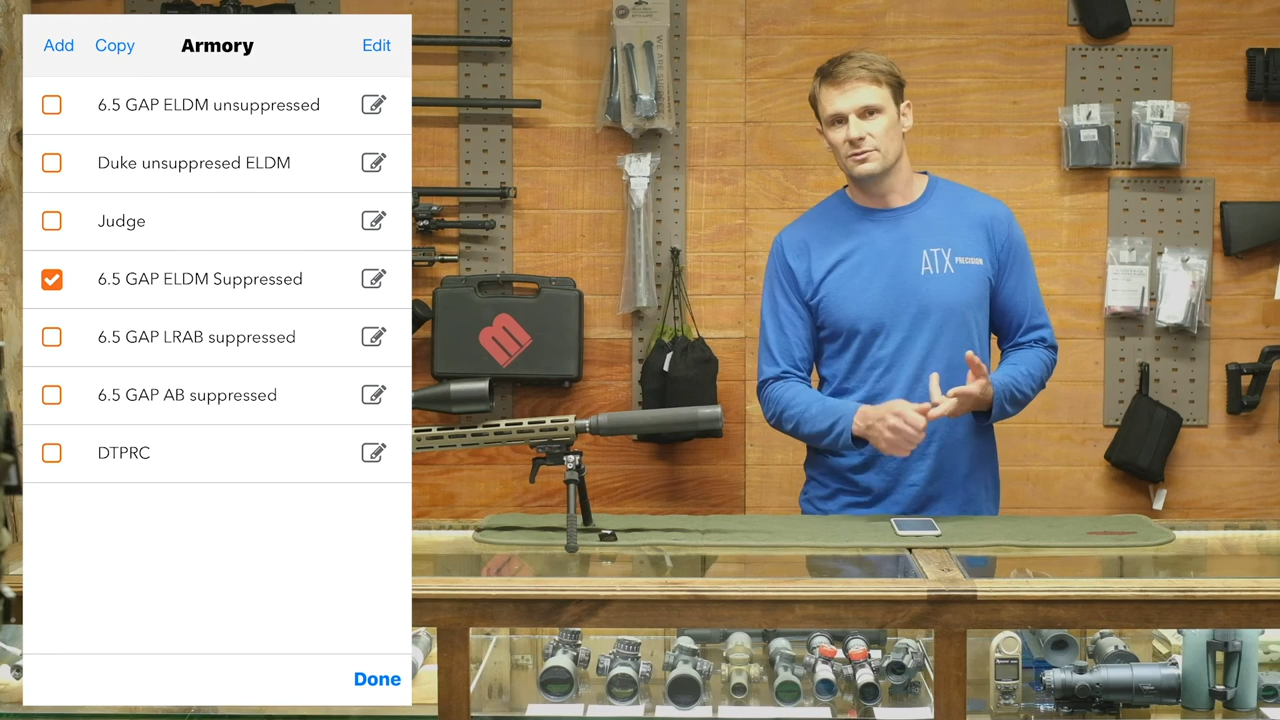 Add Copy Armory Edit
6.5 GAP ELDM unsuppressed
Duke unsuppresed ELDM
Judge
6.5 GAP ELDM Suppressed
6.5 GAP LRAB suppressed
6.5 GAP AB suppressed
DTPRC
Done
ATX PRECISION